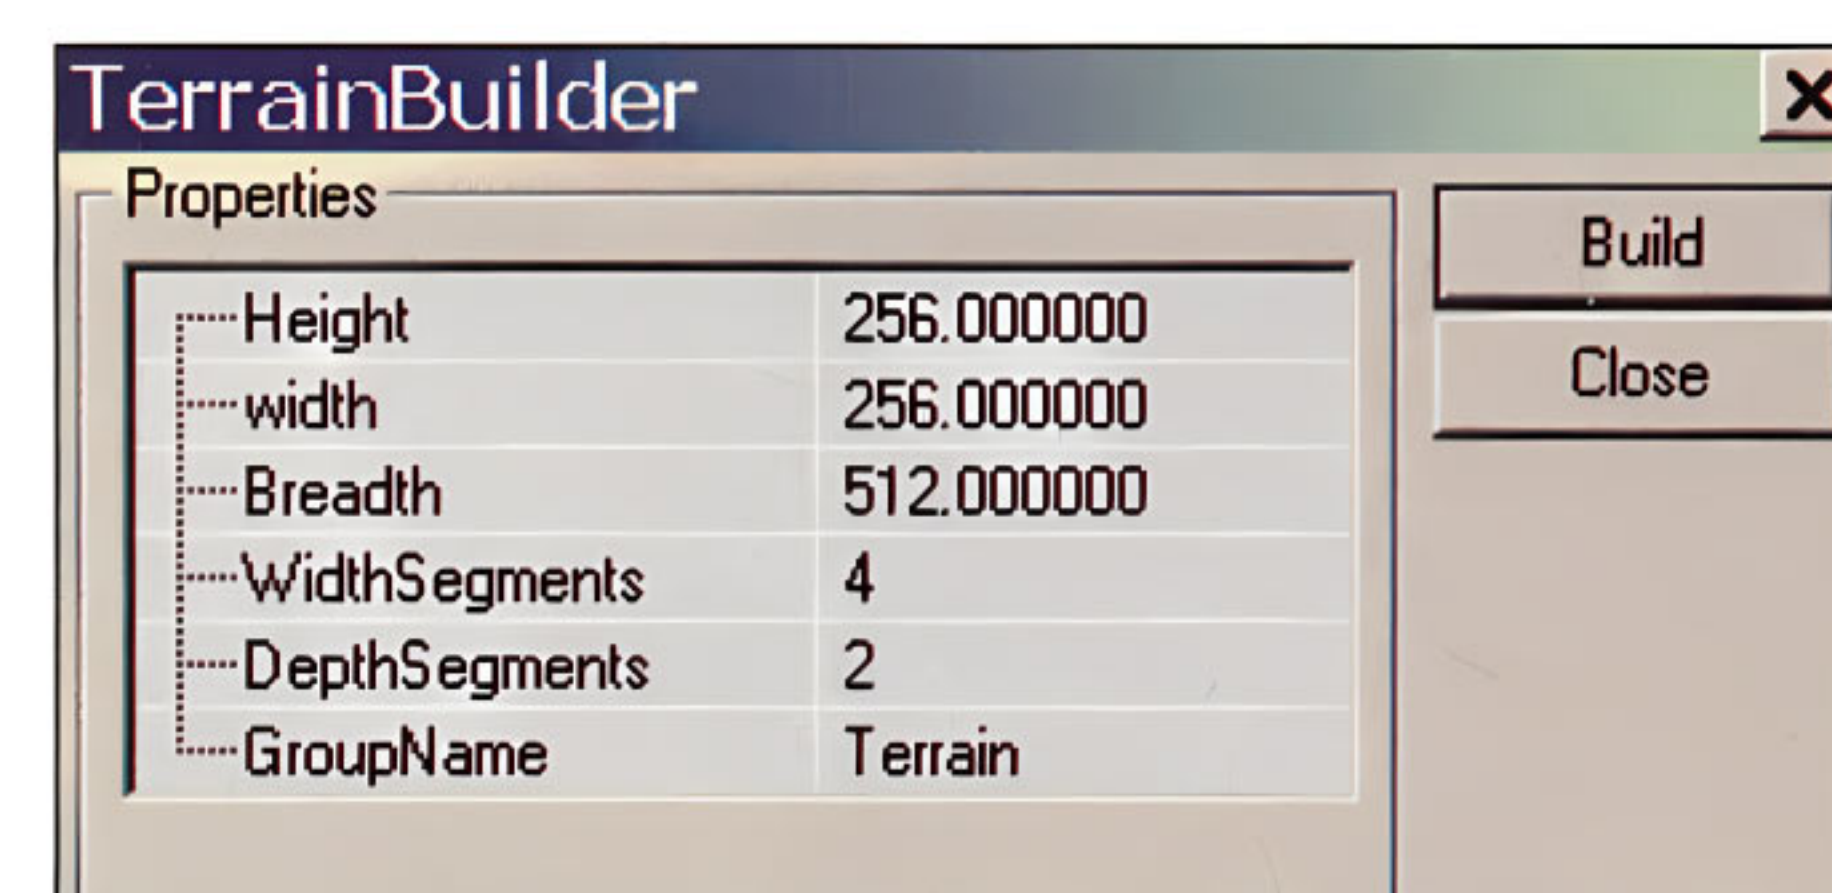 TerrainBuilder
Properties
Build
Close
Height 256.000000
width 256.000000
Breadth 512.000000
WidthSegments 4
DepthSegments 2
GroupName Terrain